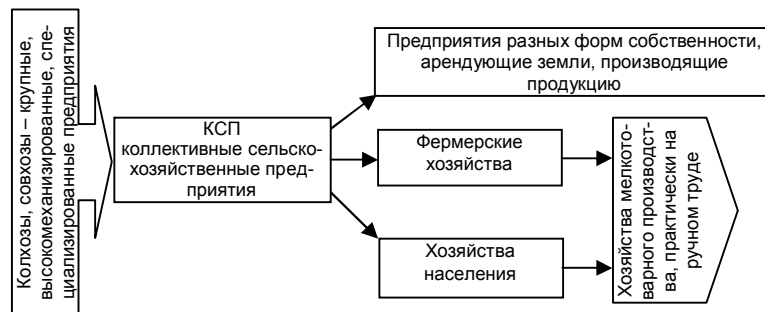 Колхозы, совхозы – крупные,
высокомеханизированные, спе-
циализированные предприятия
КСП
коллективные сельско-
хозяйственные пред-
приятия
Предприятия разных форм собственности,
арендующие земли, производящие
продукцию
Фермерские
хозяйства
Хозяйства
населения
Хозяйства мелкото-
варного производст-
ва, практически на
ручном труде